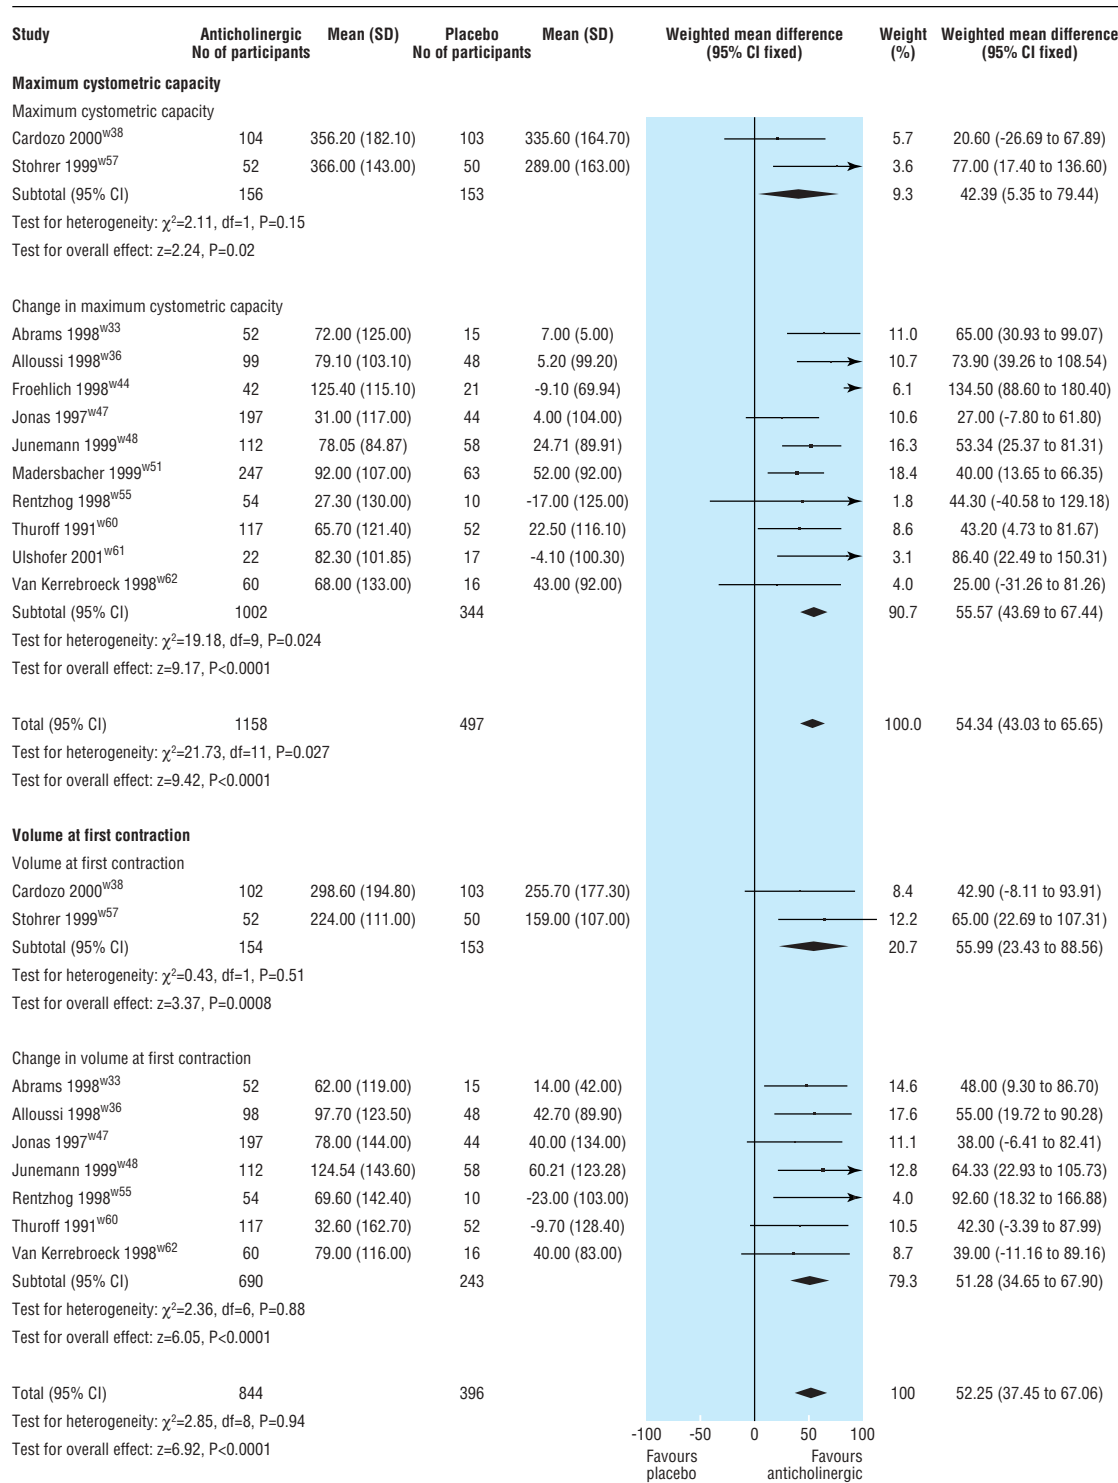 Study Anticholinergic No of participants Mean (SD) Placebo No of participants Mean (SD) Weighted mean difference (95% CI fixed) Weight (%) Weighted mean difference (95% CI fixed)
Maximum cystometric capacity
Maximum cystometric capacity
Cardozo 2000w38 104 356.20 (182.10) 103 335.60 (164.70) 5.7 20.60 (-26.69 to 67.89)
Stohrer 1999w57 52 366.00 (143.00) 50 289.00 (163.00) 3.6 77.00 (17.40 to 136.60)
Subtotal (95% CI) 156 153 9.3 42.39 (5.35 to 79.44)
Test for heterogeneity: χ²=2.11, df=1, P=0.15
Test for overall effect: z=2.24, P=0.02
Change in maximum cystometric capacity
Abrams 1998w33 52 72.00 (125.00) 15 7.00 (5.00) 11.0 65.00 (30.93 to 99.07)
Alloussi 1998w36 99 79.10 (103.10) 48 5.20 (99.20) 10.7 73.90 (39.26 to 108.54)
Froehlich 1998w44 42 125.40 (115.10) 21 -9.10 (69.94) 6.1 134.50 (88.60 to 180.40)
Jonas 1997w47 197 31.00 (117.00) 44 4.00 (104.00) 10.6 27.00 (-7.80 to 61.80)
Junemann 1999w48 112 78.05 (84.87) 58 24.71 (89.91) 16.3 53.34 (25.37 to 81.31)
Madersbacher 1999w51 247 92.00 (107.00) 63 52.00 (92.00) 18.4 40.00 (13.65 to 66.35)
Rentzhog 1998w55 54 27.30 (130.00) 10 -17.00 (125.00) 1.8 44.30 (-40.58 to 129.18)
Thuroff 1991w60 117 65.70 (121.40) 52 22.50 (116.10) 8.6 43.20 (4.73 to 81.67)
Ulshofer 2001w61 22 82.30 (101.85) 17 -4.10 (100.30) 3.1 86.40 (22.49 to 150.31)
Van Kerrebroeck 1998w62 60 68.00 (133.00) 16 43.00 (92.00) 4.0 25.00 (-31.26 to 81.26)
Subtotal (95% CI) 1002 344 90.7 55.57 (43.69 to 67.44)
Test for heterogeneity: χ²=19.18, df=9, P=0.024
Test for overall effect: z=9.17, P<0.0001
Total (95% CI) 1158 497 100.0 54.34 (43.03 to 65.65)
Test for heterogeneity: χ²=21.73, df=11, P=0.027
Test for overall effect: z=9.42, P<0.0001
Volume at first contraction
Volume at first contraction
Cardozo 2000w38 102 298.60 (194.80) 103 255.70 (177.30) 8.4 42.90 (-8.11 to 93.91)
Stohrer 1999w57 52 224.00 (111.00) 50 159.00 (107.00) 12.2 65.00 (22.69 to 107.31)
Subtotal (95% CI) 154 153 20.7 55.99 (23.43 to 88.56)
Test for heterogeneity: χ²=0.43, df=1, P=0.51
Test for overall effect: z=3.37, P=0.0008
Change in volume at first contraction
Abrams 1998w33 52 62.00 (119.00) 15 14.00 (42.00) 14.6 48.00 (9.30 to 86.70)
Alloussi 1998w36 98 97.70 (123.50) 48 42.70 (89.90) 17.6 55.00 (19.72 to 90.28)
Jonas 1997w47 197 78.00 (144.00) 44 40.00 (134.00) 11.1 38.00 (-6.41 to 82.41)
Junemann 1999w48 112 124.54 (143.60) 58 60.21 (123.28) 12.8 64.33 (22.93 to 105.73)
Rentzhog 1998w55 54 69.60 (142.40) 10 -23.00 (103.00) 4.0 92.60 (18.32 to 166.88)
Thuroff 1991w60 117 32.60 (162.70) 52 -9.70 (128.40) 10.5 42.30 (-3.39 to 87.99)
Van Kerrebroeck 1998w62 60 79.00 (116.00) 16 40.00 (83.00) 8.7 39.00 (-11.16 to 89.16)
Subtotal (95% CI) 690 243 79.3 51.28 (34.65 to 67.90)
Test for heterogeneity: χ²=2.36, df=6, P=0.88
Test for overall effect: z=6.05, P<0.0001
Total (95% CI) 844 396 100 52.25 (37.45 to 67.06)
Test for heterogeneity: χ²=2.85, df=8, P=0.94
Test for overall effect: z=6.92, P<0.0001
-100 -50 0 50 100
Favours placebo Favours anticholinergic